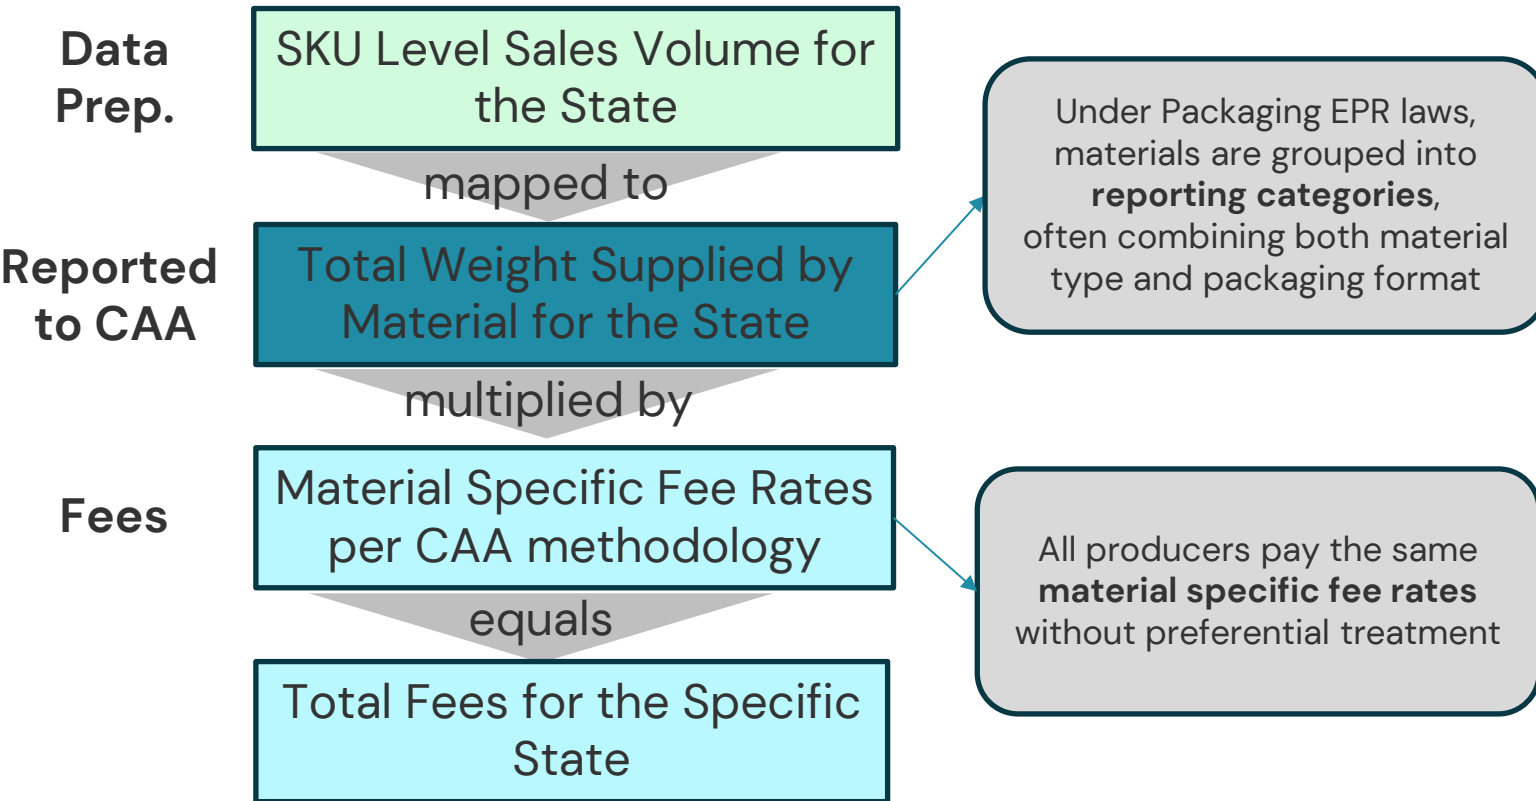 Data
Prep.
SKU Level Sales Volume for
the State
mapped to
Reported
to CAA
Total Weight Supplied by
Material for the State
Under Packaging EPR laws,
materials are grouped into
reporting categories,
often combining both material
type and packaging format
multiplied by
Fees
Material Specific Fee Rates
per CAA methodology
All producers pay the same
material specific fee rates
without preferential treatment
equals
Total Fees for the Specific
State